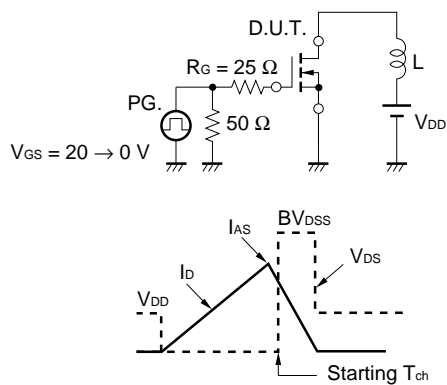 D.U.T.
RG = 25 Ω
L
PG.
50 Ω
VDD
VGS = 20 → 0 V
BVDSS
IAS
VDS
ID
VDD
Starting Tch